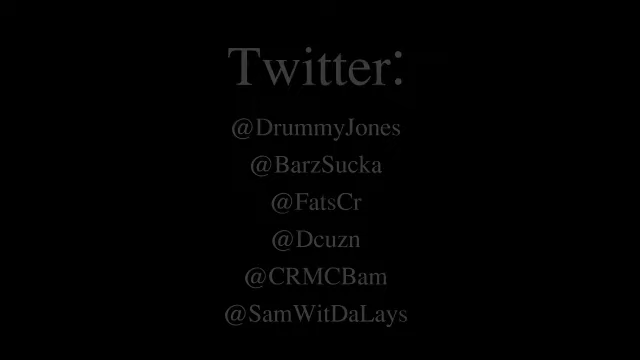 Twitter:
@DrummyJones
@BarzSucka
@FatsCr
@Dcuzn
@CRMCBam
@SamWitDaLays